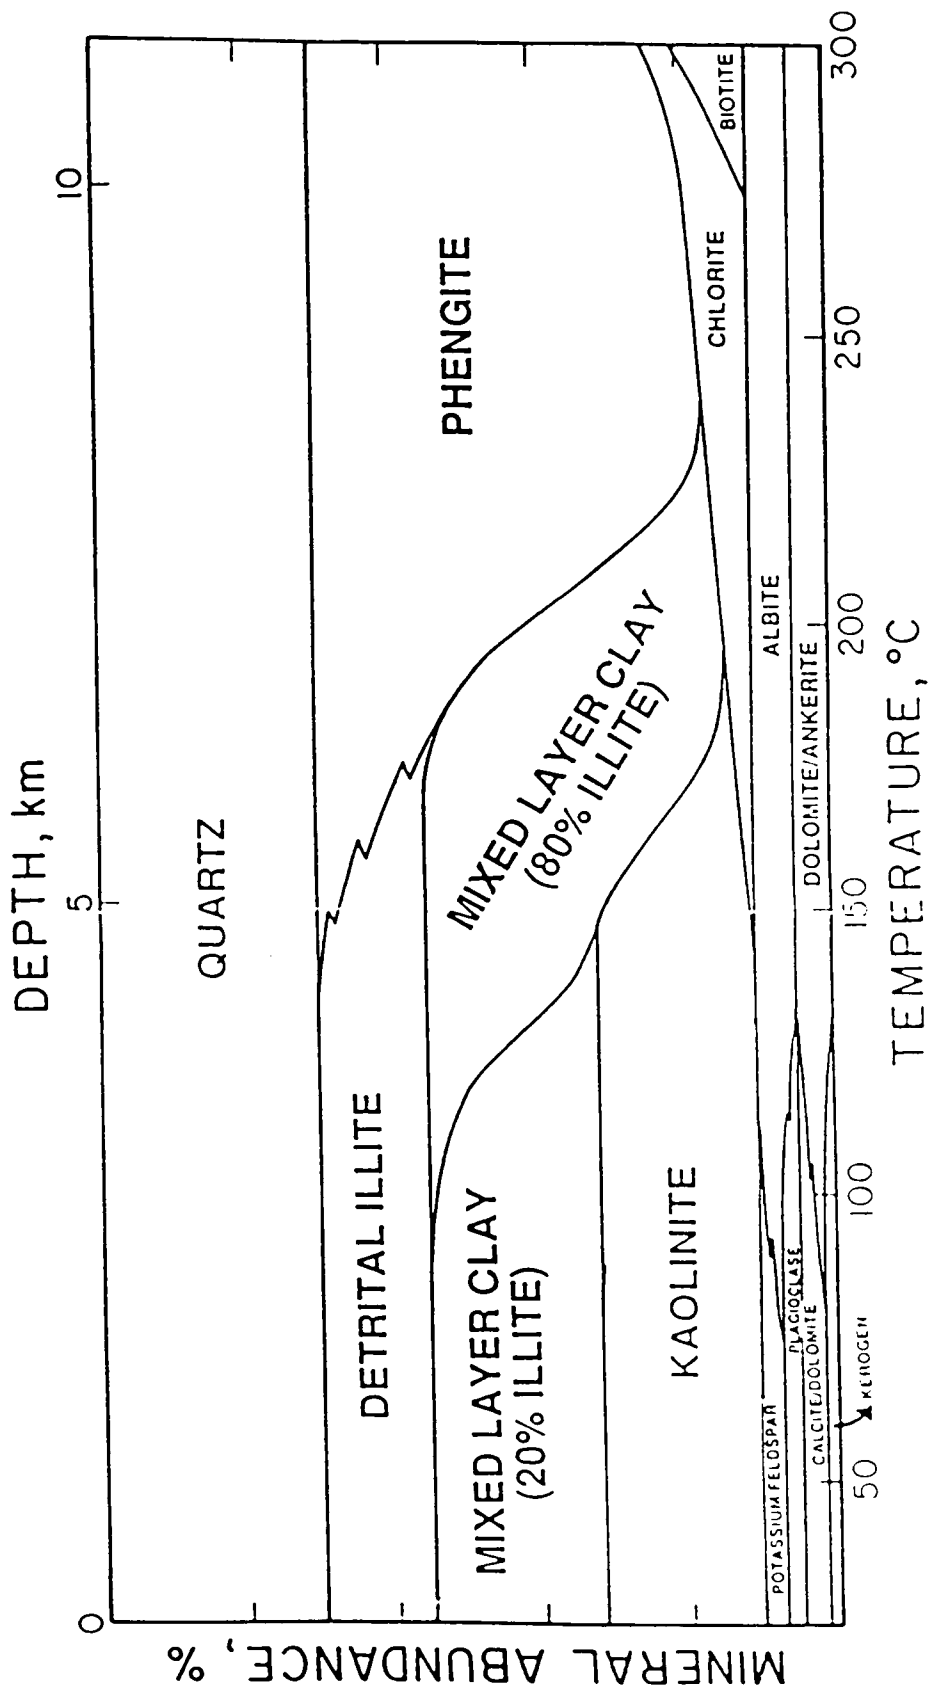 DEPTH, km
0
5
10
QUARTZ
DETRITAL ILLITE
PHENGITE
MIXED LAYER CLAY
(20% ILLITE)
MIXED LAYER CLAY
(80% ILLITE)
KAOLINITE
CHLORITE
BIOTITE
POTASSIUM FELDSPAR
ALBITE
PLAGIOCLASE
CALCITE/DOLOMITE
DOLOMITE/ANKERITE
KEROGEN
50
100
150
200
250
300
TEMPERATURE, °C
MINERAL ABUNDANCE, %